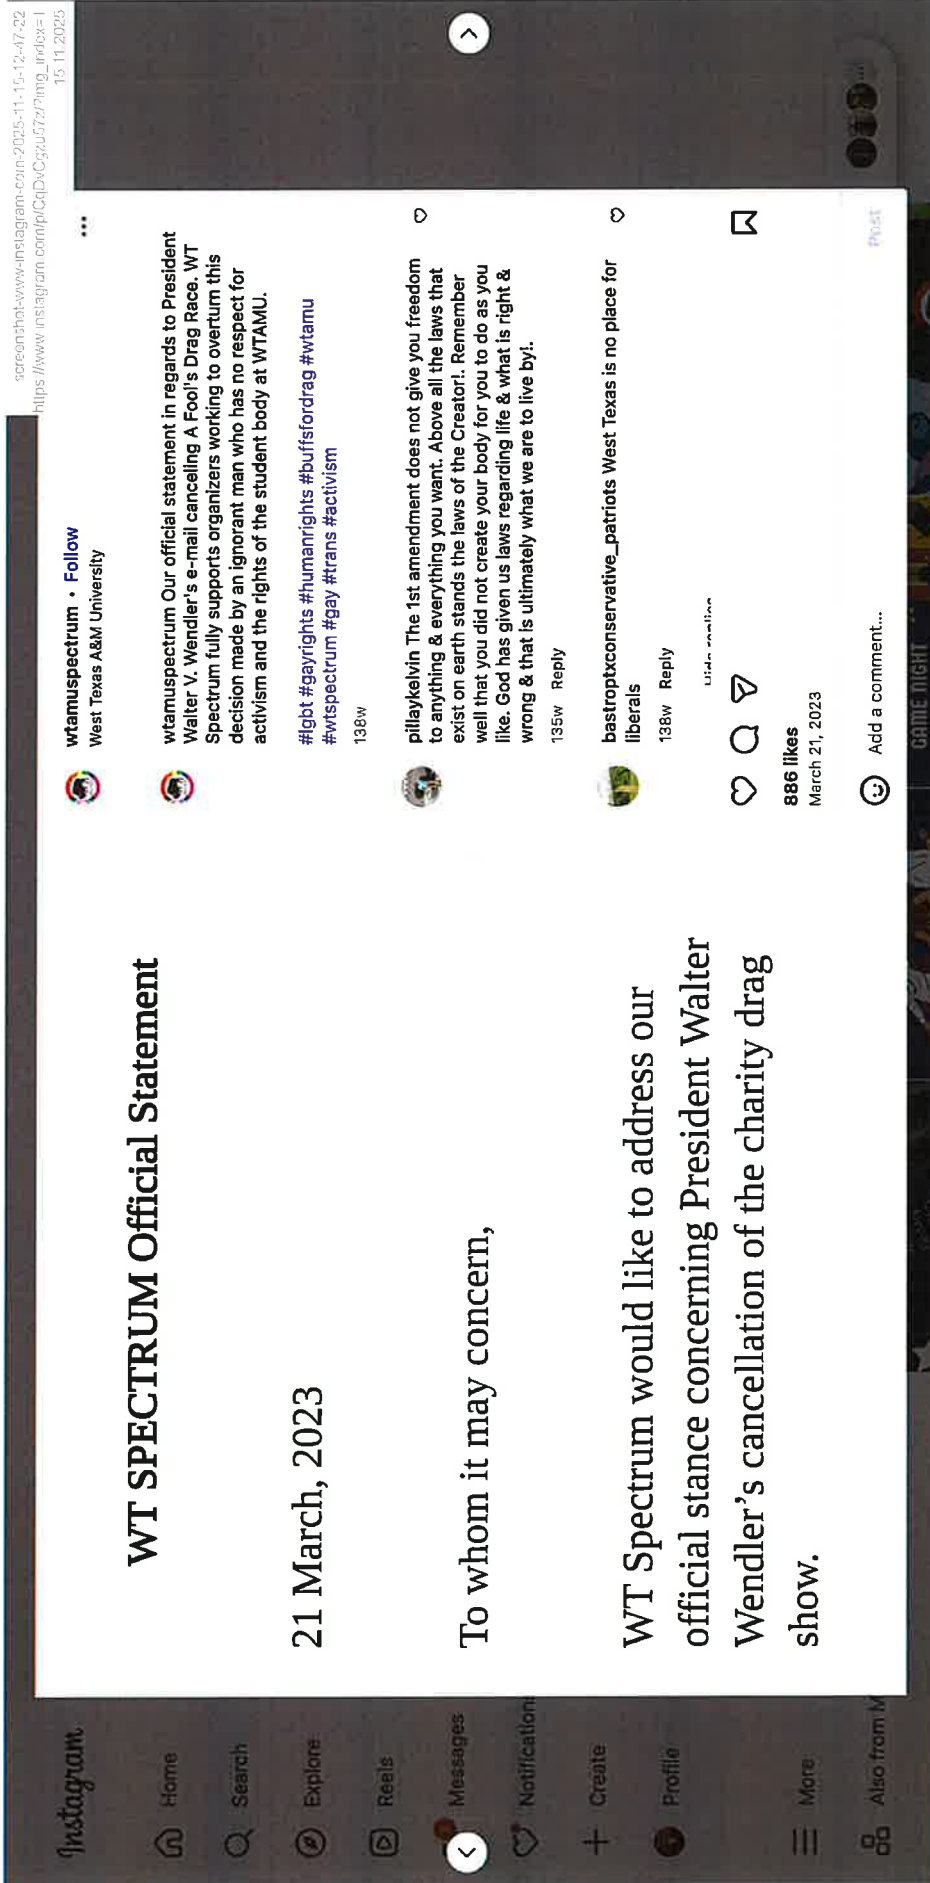 screenshot-www-instagram-com-2025-11-15-12-47-22
15 11 2025
Instagram
Home
Search
Explore
Reels
Messages
Notification
Create
Profile
More
Also from M
WT SPECTRUM Official Statement
21 March, 2023
To whom it may concern,
WT Spectrum would like to address our
official stance concerning President Walter
Wendler's cancellation of the charity drag
show.
wtamuspectrum • Follow
West Texas A&M University
wtamuspectrum Our official statement in regards to President
Walter V. Wendler's e-mail canceling A Fool's Drag Race. WT
Spectrum fully supports organizers working to overturn this
decision made by an ignorant man who has no respect for
activism and the rights of the student body at WTAMU.
#lgbt #gayrights #humanrights #buffsfordrag #wtamu
#wtspectrum #gay #trans #activism
138w
pillaykelvin The 1st amendment does not give you freedom
to anything & everything you want. Above all the laws that
exist on earth stands the laws of the Creator!. Remember
well that you did not create your body for you to do as you
like. God has given us laws regarding life & what is right &
wrong & that is ultimately what we are to live by!.
135w Reply
bastroptxconservative_patriots West Texas is no place for
liberals
138w Reply
Hide replies
886 likes
March 21, 2023
Add a comment...
Post
GAME NIGHT